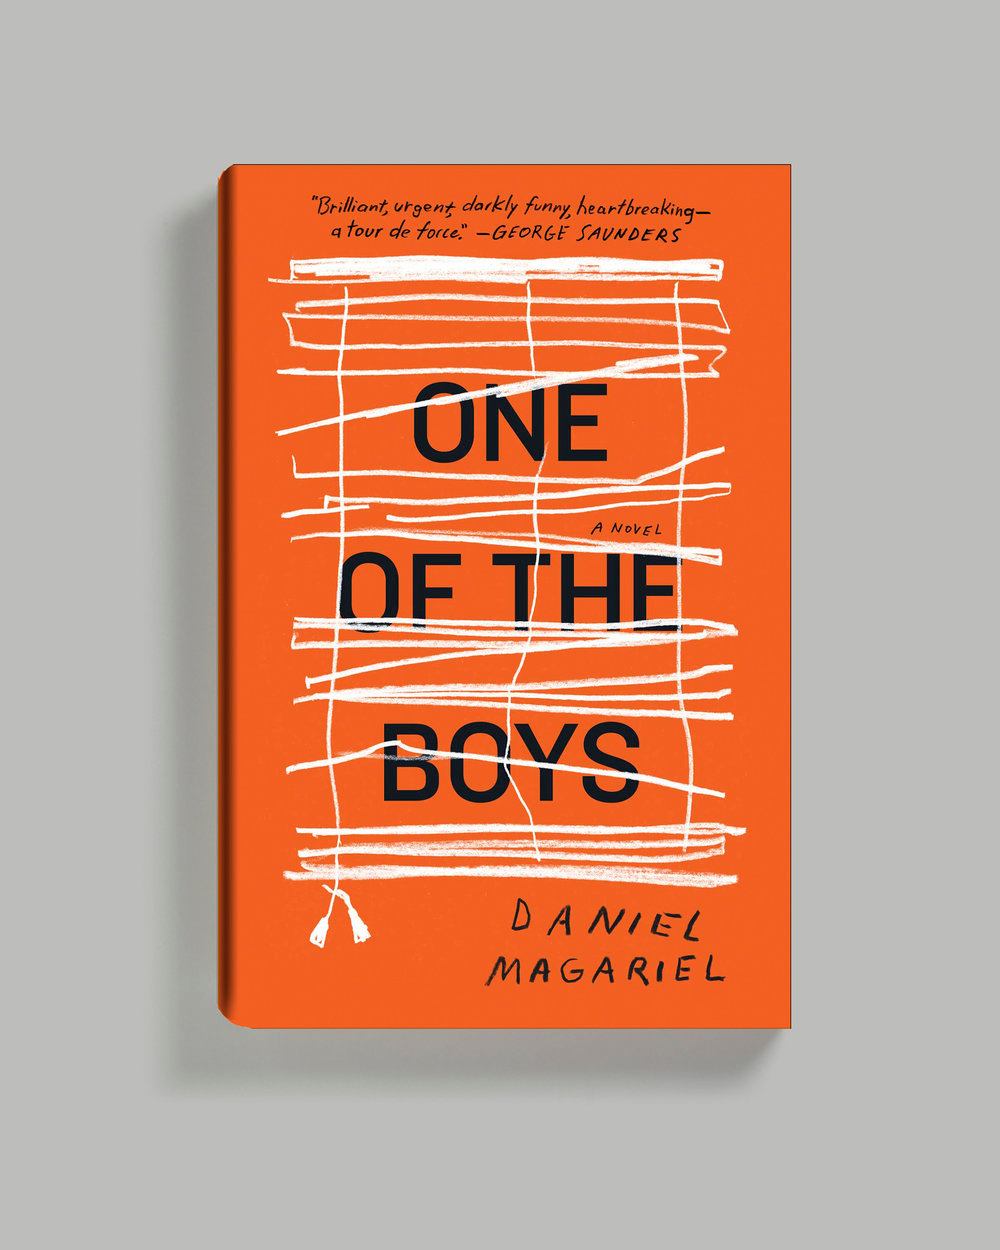 "Brilliant, urgent, darkly funny, heartbreaking—
a tour de force." —GEORGE SAUNDERS
ONE
A NOVEL
OF THE
BOYS
DANIEL
MAGARIEL